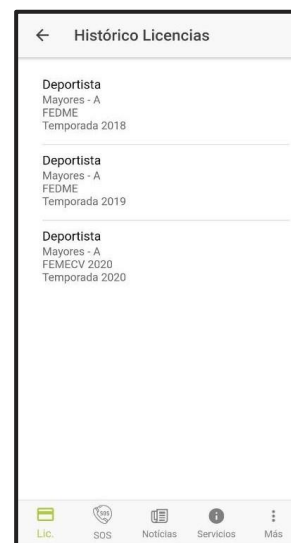 Histórico Licencias
Deportista
Mayores - A
FEDME
Temporada 2018
Deportista
Mayores - A
FEDME
Temporada 2019
Deportista
Mayores - A
FEMECV 2020
Temporada 2020
SOS
Lic. SOS Noticias Servicios Más